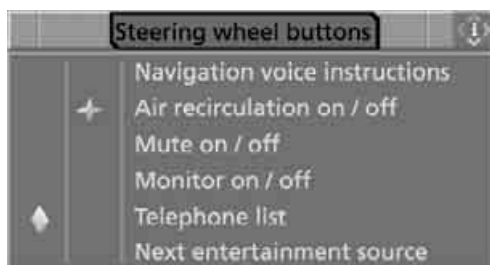 Steering wheel buttons
Navigation voice instructions
Air recirculation on / off
Mute on / off
Monitor on / off
Telephone list
Next entertainment source